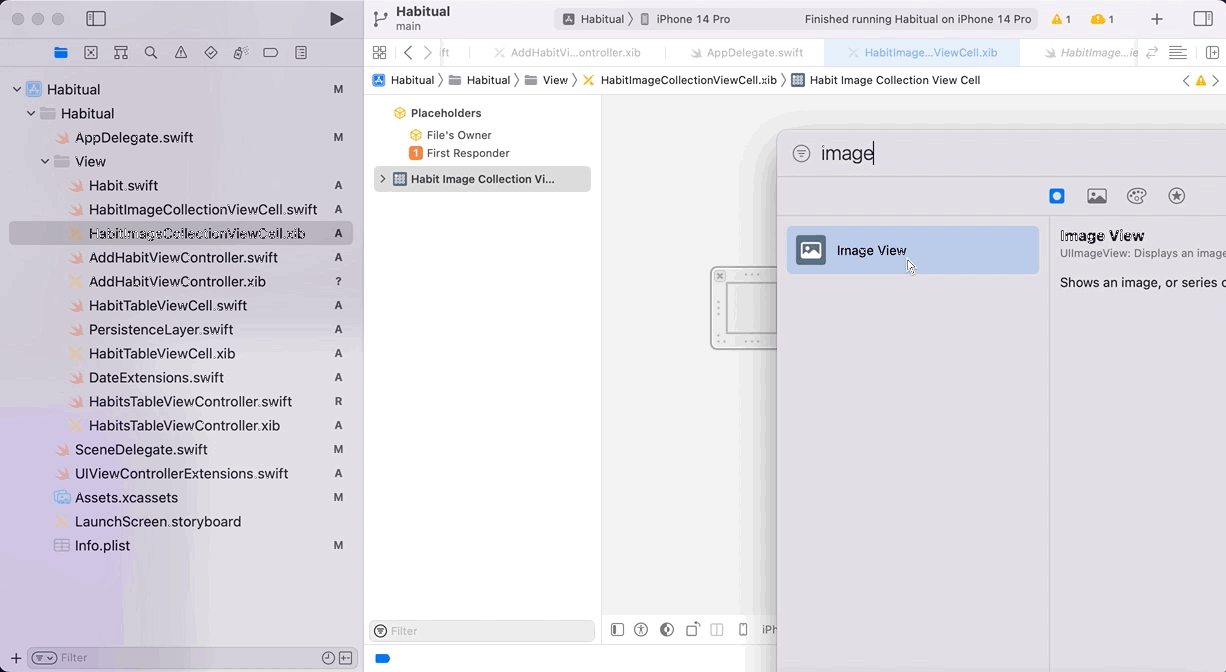 Habitual
main
Habitual
iPhone 14 Pro
Finished running Habitual on iPhone 14 Pro
1
1
ft
AddHabitVi...ontroller.xib
AppDelegate.swift
HabitImage...ViewCell.xib
HabitImage...ie
Habitual
Habitual
View
HabitImageCollectionViewCell.xib
Habit Image Collection View Cell
Habitual M
Habitual
AppDelegate.swift M
View
Habit.swift A
HabitImageCollectionViewCell.swift A
HabitImageCollectionViewCell.xib A
AddHabitViewController.swift A
AddHabitViewController.xib ?
HabitTableViewCell.swift A
PersistenceLayer.swift A
HabitTableViewCell.xib A
DateExtensions.swift A
HabitsTableViewController.swift R
HabitsTableViewController.xib A
SceneDelegate.swift M
UIViewControllerExtensions.swift A
Assets.xcassets M
LaunchScreen.storyboard
Info.plist M
Filter
Placeholders
File's Owner
1 First Responder
Habit Image Collection Vi...
Filter
iPh
image
Image View
Image View
UIImageView: Displays an image
Shows an image, or series o